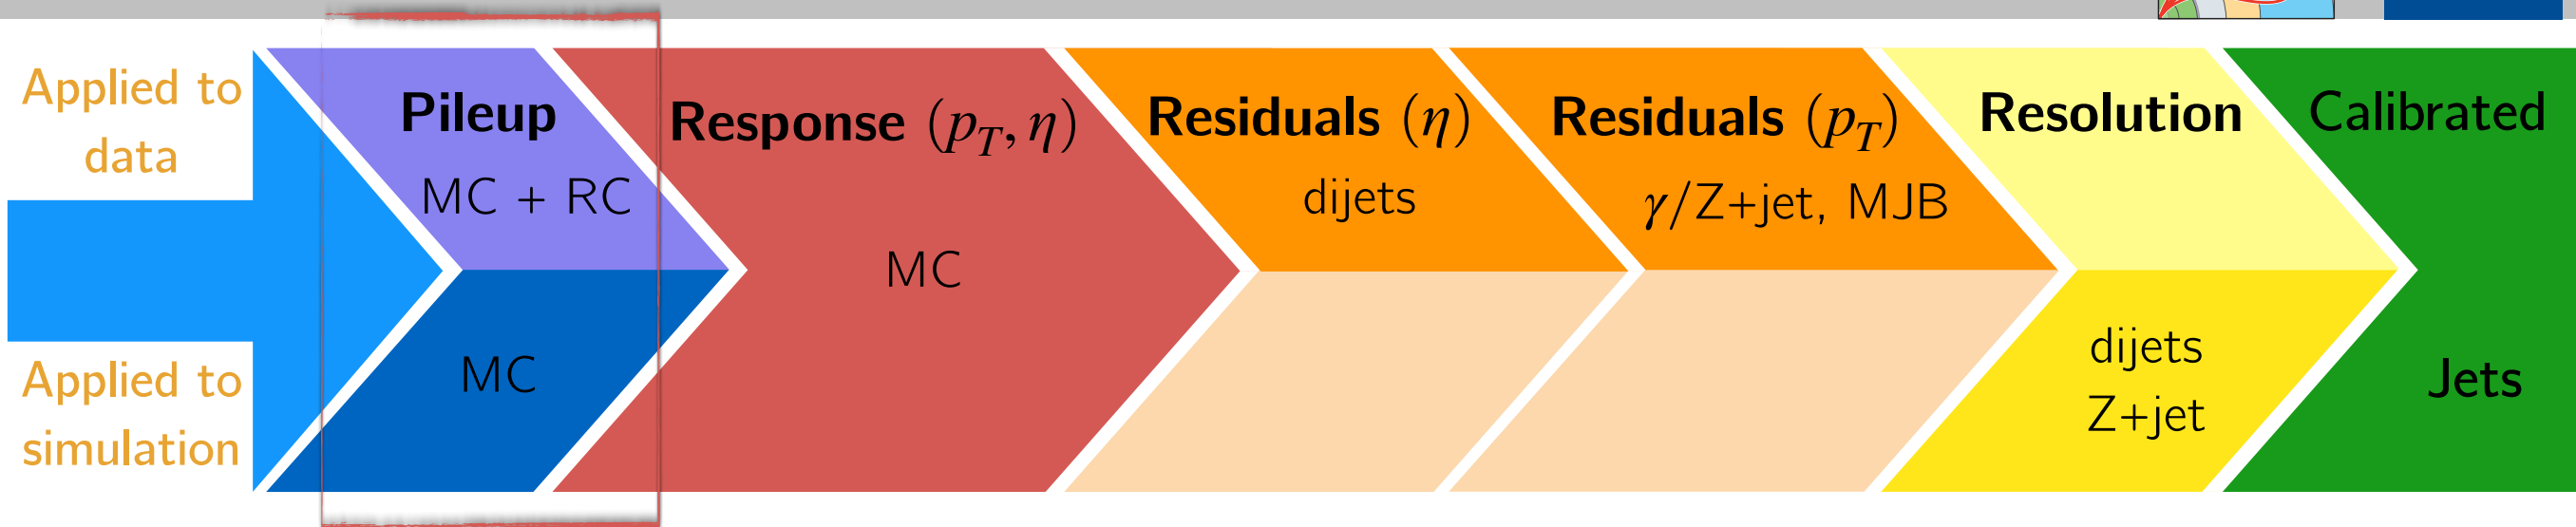 Applied to
data
Applied to
simulation
Pileup
MC + RC
MC
Response (p_T, η)
MC
Residuals (η)
dijets
Residuals (p_T)
γ/Z+jet, MJB
Resolution
dijets
Z+jet
Calibrated
Jets